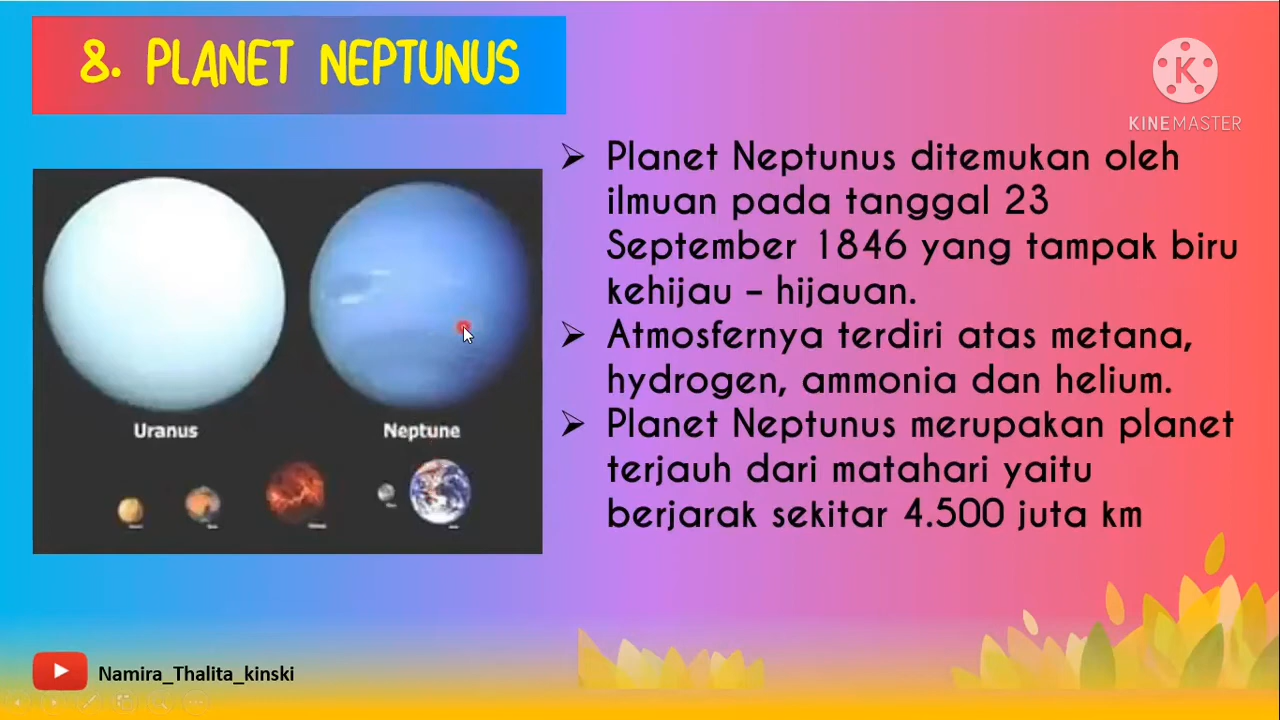 8. PLANET NEPTUNUS
KINEMASTER
➢ Planet Neptunus ditemukan oleh
ilmuan pada tanggal 23
September 1846 yang tampak biru
kehijau – hijauan.
➢ Atmosfernya terdiri atas metana,
hydrogen, ammonia dan helium.
➢ Planet Neptunus merupakan planet
terjauh dari matahari yaitu
berjarak sekitar 4.500 juta km
Uranus Neptune
Namira_Thalita_kinski